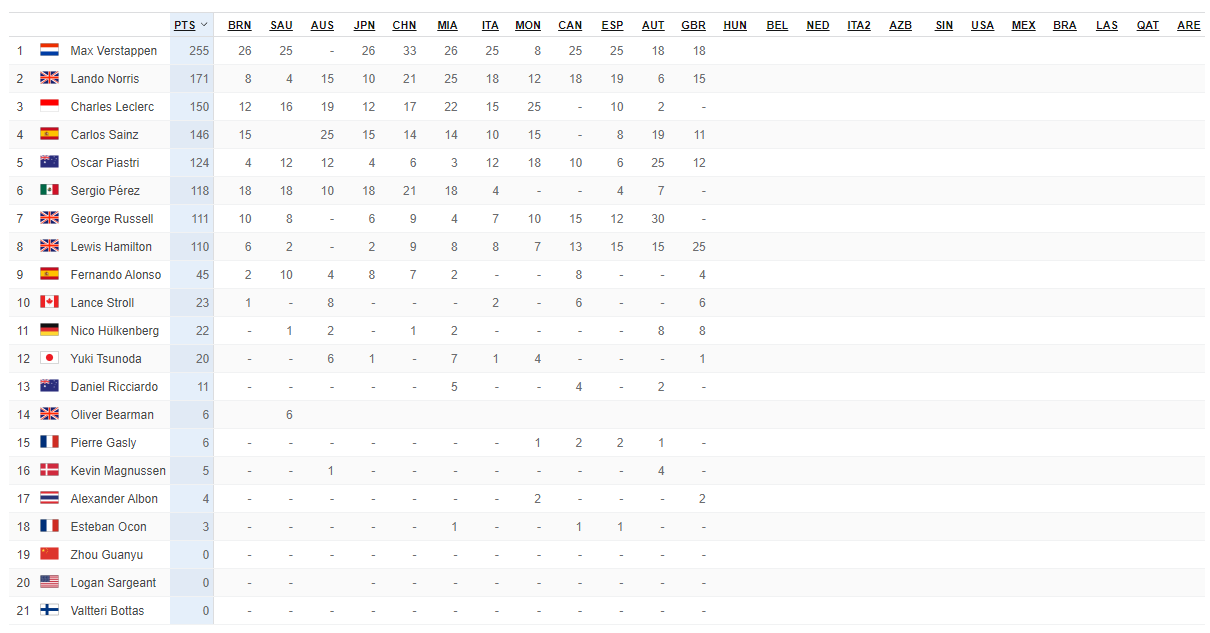 PTS BRN SAU AUS JPN CHN MIA ITA MON CAN ESP AUT GBR HUN BEL NED ITA2 AZB SIN USA MEX BRA LAS QAT ARE
1 Max Verstappen 255 26 25 - 26 33 26 25 8 25 25 18 18
2 Lando Norris 171 8 4 15 10 21 25 18 12 18 19 6 15
3 Charles Leclerc 150 12 16 19 12 17 22 15 25 - 10 2 -
4 Carlos Sainz 146 15 25 15 14 14 10 15 - 8 19 11
5 Oscar Piastri 124 4 12 12 4 6 3 12 18 10 6 25 12
6 Sergio Pérez 118 18 18 10 18 21 18 4 - - 4 7 -
7 George Russell 111 10 8 - 6 9 4 7 10 15 12 30 -
8 Lewis Hamilton 110 6 2 - 2 9 8 8 7 13 15 15 25
9 Fernando Alonso 45 2 10 4 8 7 2 - - 8 - - 4
10 Lance Stroll 23 1 - 8 - - - 2 - 6 - - 6
11 Nico Hülkenberg 22 - 1 2 - 1 2 - - - - 8 8
12 Yuki Tsunoda 20 - - 6 1 - 7 1 4 - - - 1
13 Daniel Ricciardo 11 - - - - - 5 - - 4 - 2 -
14 Oliver Bearman 6 6
15 Pierre Gasly 6 - - - - - - - 1 2 2 1 -
16 Kevin Magnussen 5 - - 1 - - - - - - - 4 -
17 Alexander Albon 4 - - - - - - - 2 - - - 2
18 Esteban Ocon 3 - - - - - 1 - - 1 1 - -
19 Zhou Guanyu 0 - - - - - - - - - - - -
20 Logan Sargeant 0 - - - - - - - - - - - -
21 Valtteri Bottas 0 - - - - - - - - - - - -